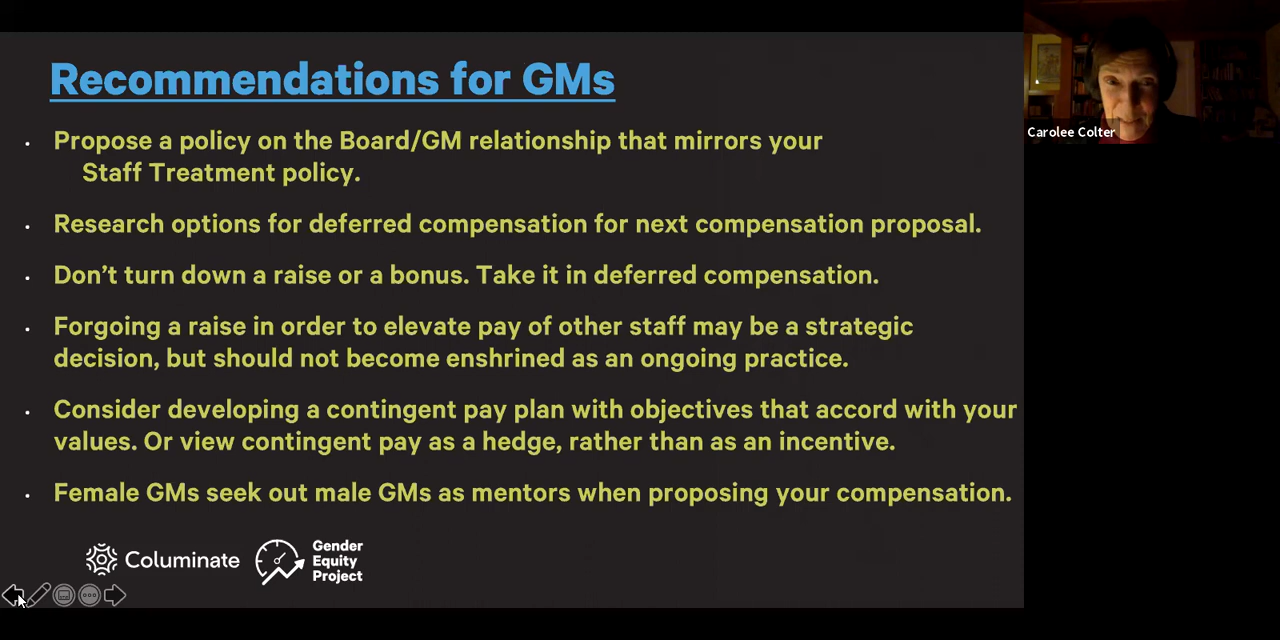 Recommendations for GMs
Carolee Colter
· Propose a policy on the Board/GM relationship that mirrors your
Staff Treatment policy.
· Research options for deferred compensation for next compensation proposal.
· Don’t turn down a raise or a bonus. Take it in deferred compensation.
· Forgoing a raise in order to elevate pay of other staff may be a strategic
decision, but should not become enshrined as an ongoing practice.
· Consider developing a contingent pay plan with objectives that accord with your
values. Or view contingent pay as a hedge, rather than as an incentive.
· Female GMs seek out male GMs as mentors when proposing your compensation.
Columinate
Gender
Equity
Project